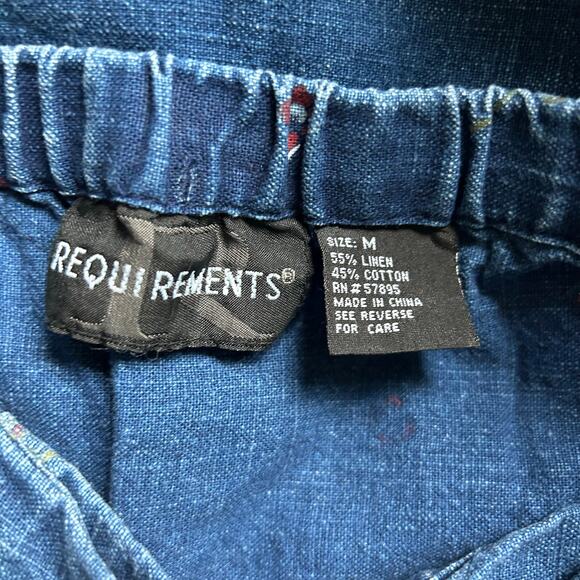 REQUIREMENTS®
SIZE: M
55% LINEN
45% COTTON
RN # 57895
MADE IN CHINA
SEE REVERSE
FOR CARE